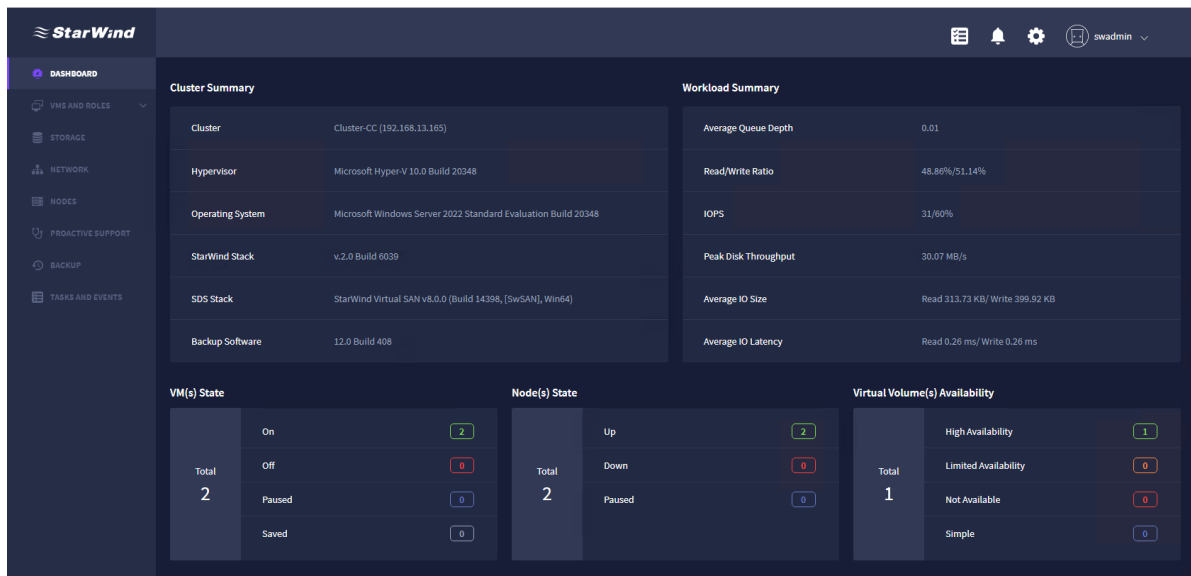 StarWind
swadmin
DASHBOARD
VMS AND ROLES
STORAGE
NETWORK
NODES
PROACTIVE SUPPORT
BACKUP
TASKS AND EVENTS
Cluster Summary
Cluster Cluster-CC (192.168.13.165)
Hypervisor Microsoft Hyper-V 10.0 Build 20348
Operating System Microsoft Windows Server 2022 Standard Evaluation Build 20348
StarWind Stack v.2.0 Build 6039
SDS Stack StarWind Virtual SAN v8.0.0 (Build 14398, [SwSAN], Win64)
Backup Software 12.0 Build 408
Workload Summary
Average Queue Depth 0.01
Read/Write Ratio 48.86%/51.14%
IOPS 31/60%
Peak Disk Throughput 30.07 MB/s
Average IO Size Read 313.73 KB/ Write 399.92 KB
Average IO Latency Read 0.26 ms/ Write 0.26 ms
VM(s) State
Total
2
On 2
Off 0
Paused 0
Saved 0
Node(s) State
Total
2
Up 2
Down 0
Paused 0
Virtual Volume(s) Availability
Total
1
High Availability 1
Limited Availability 0
Not Available 0
Simple 0